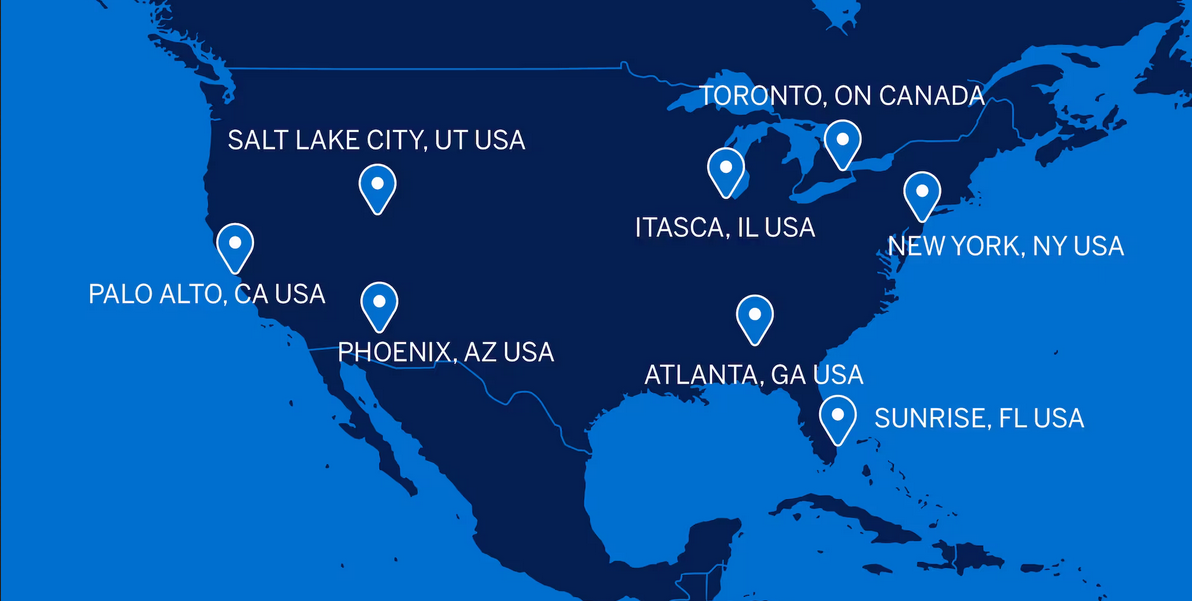 TORONTO, ON CANADA
SALT LAKE CITY, UT USA
ITASCA, IL USA
NEW YORK, NY USA
PALO ALTO, CA USA
PHOENIX, AZ USA
ATLANTA, GA USA
SUNRISE, FL USA